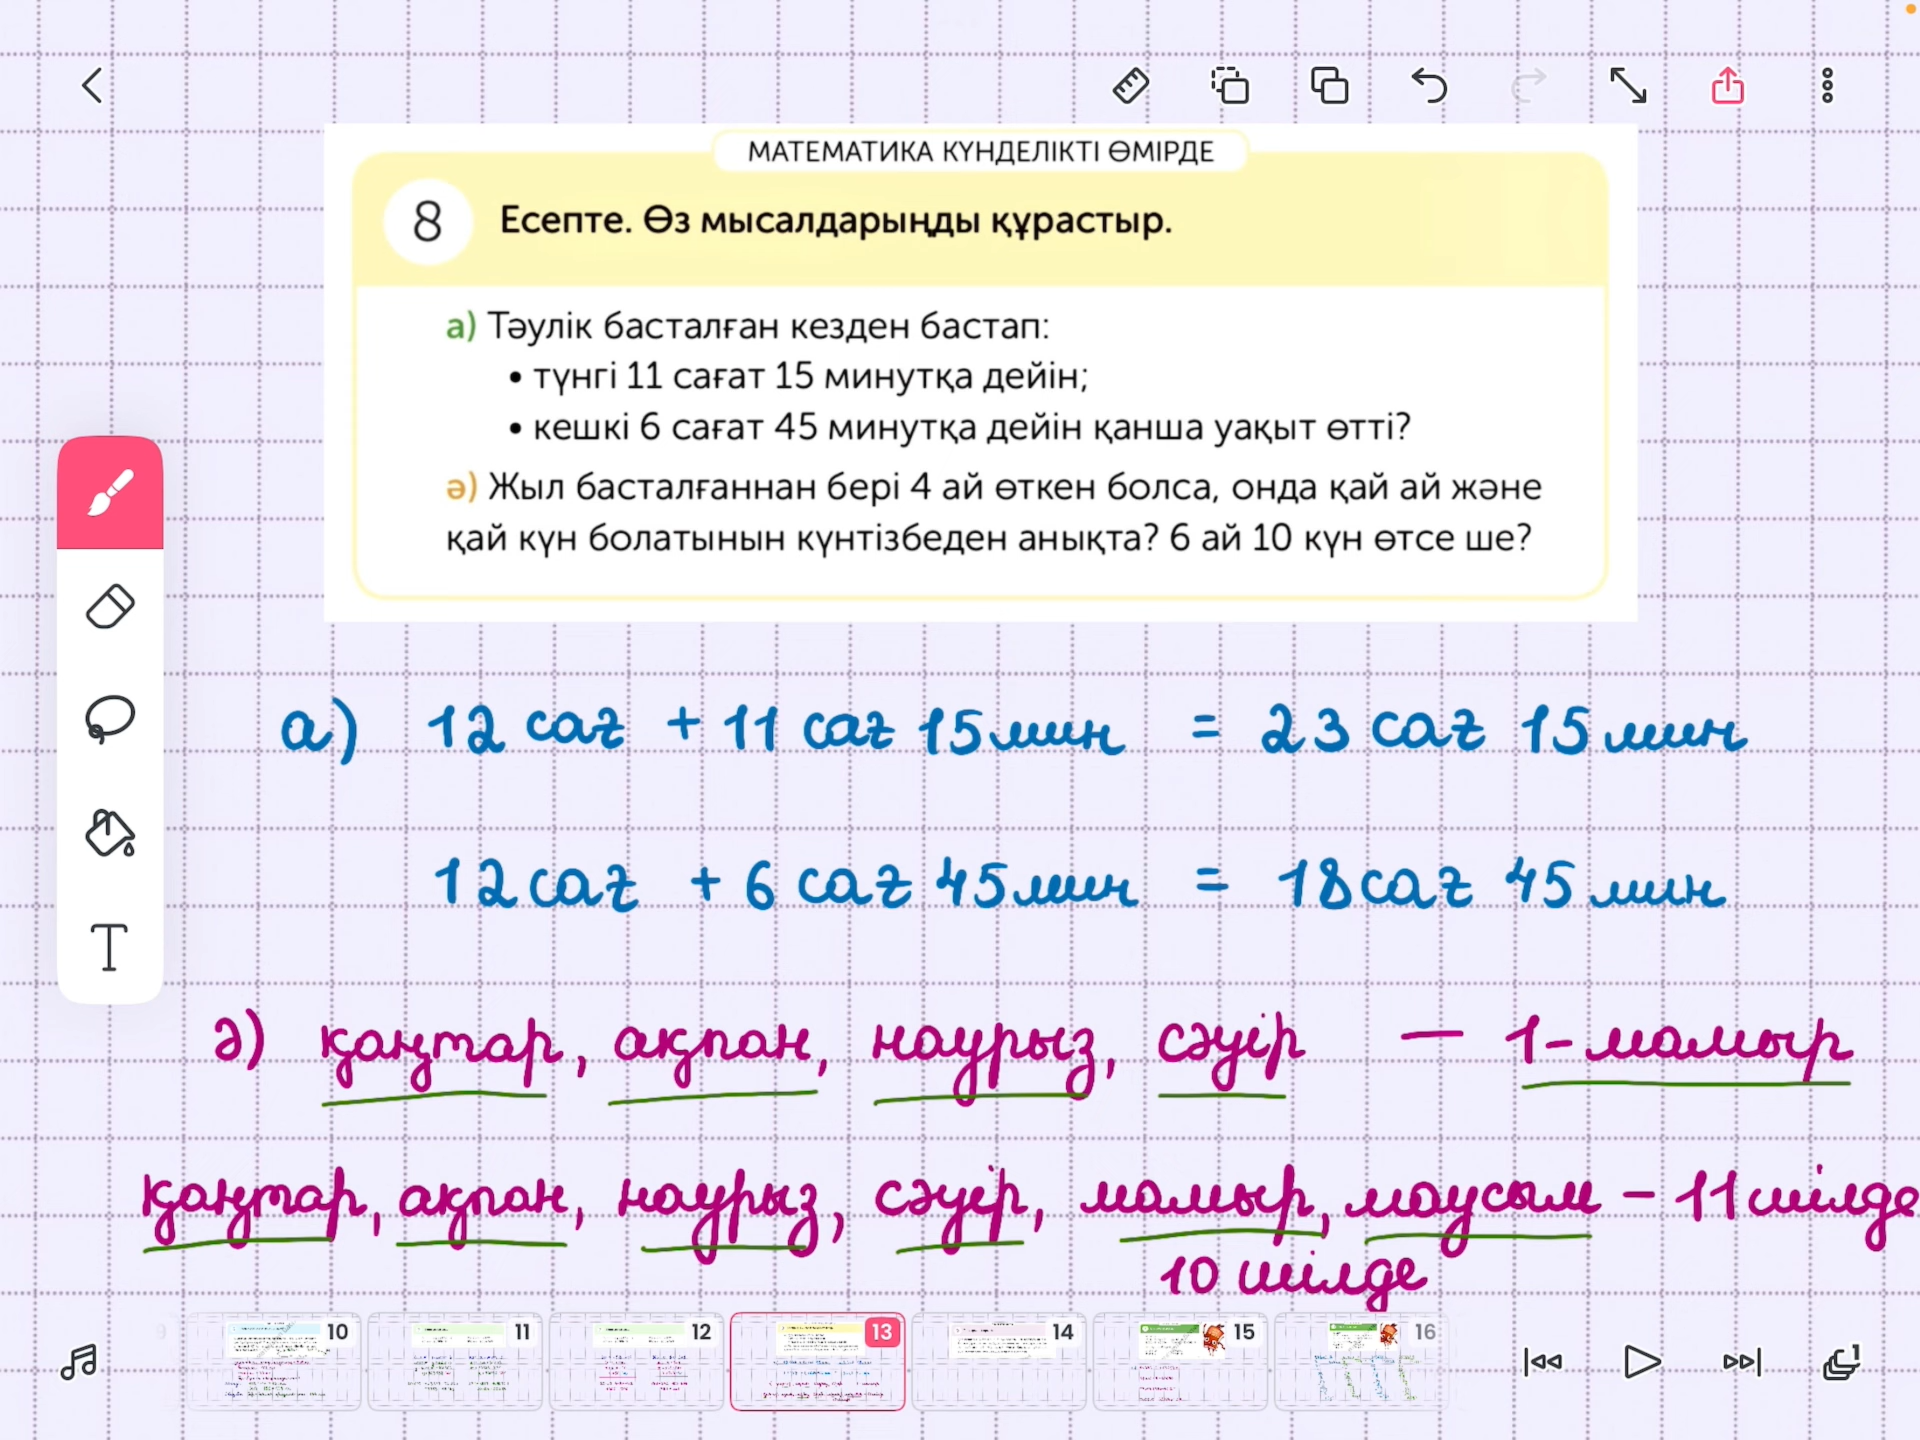 МАТЕМАТИКА КҮНДЕЛІКТІ ӨМІРДЕ
8 Есепте. Өз мысалдарыңды құрастыр.
а) Тәулік басталған кезден бастап:
• түнгі 11 сағат 15 минутқа дейін;
• кешкі 6 сағат 45 минутқа дейін қанша уақыт өтті?
ә) Жыл басталғаннан бері 4 ай өткен болса, онда қай ай және
қай күн болатынын күнтізбеден анықта? 6 ай 10 күн өтсе ше?
а) 12 сағ + 11 сағ 15 мин = 23 сағ 15 мин
12 сағ + 6 сағ 45 мин = 18 сағ 45 мин
ә) қаңтар, ақпан, наурыз, сәуір — 1-мамыр
қаңтар, ақпан, наурыз, сәуір, мамыр, маусым – 11 шілде
10 шілде
T
9 10 11 12 13 14 15 16
1